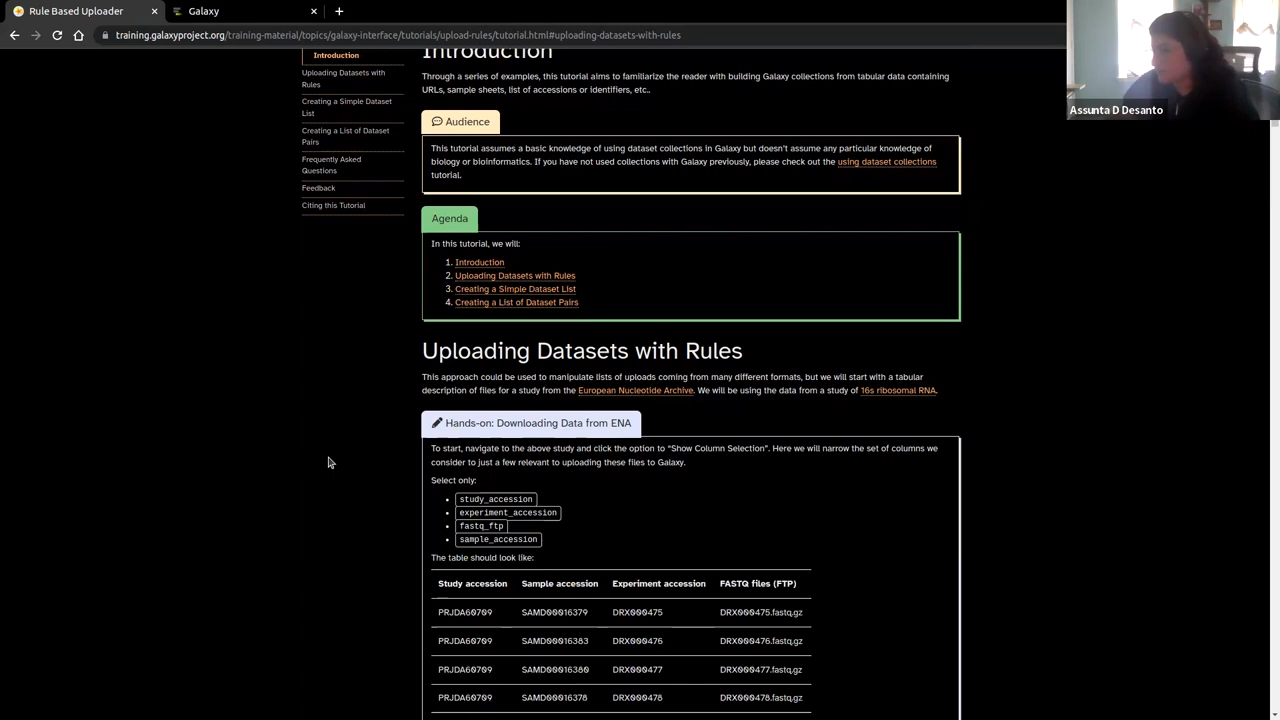 Rule Based Uploader
Galaxy
training.galaxyproject.org/training-material/topics/galaxy-interface/tutorials/upload-rules/tutorial.html#uploading-datasets-with-rules
Assunta D Desanto
Introduction
Uploading Datasets with
Rules
Creating a Simple Dataset
List
Creating a List of Dataset
Pairs
Frequently Asked
Questions
Feedback
Citing this Tutorial
Introduction
Through a series of examples, this tutorial aims to familiarize the reader with building Galaxy collections from tabular data containing
URLs, sample sheets, list of accessions or identifiers, etc..
Audience
This tutorial assumes a basic knowledge of using dataset collections in Galaxy but doesn't assume any particular knowledge of
biology or bioinformatics. If you have not used collections with Galaxy previously, please check out the using dataset collections
tutorial.
Agenda
In this tutorial, we will:
1. Introduction
2. Uploading Datasets with Rules
3. Creating a Simple Dataset List
4. Creating a List of Dataset Pairs
Uploading Datasets with Rules
This approach could be used to manipulate lists of uploads coming from many different formats, but we will start with a tabular
description of files for a study from the European Nucleotide Archive. We will be using the data from a study of 16s ribosomal RNA.
Hands-on: Downloading Data from ENA
To start, navigate to the above study and click the option to "Show Column Selection". Here we will narrow the set of columns we
consider to just a few relevant to uploading these files to Galaxy.
Select only:
• study_accession
• experiment_accession
• fastq_ftp
• sample_accession
The table should look like:
Study accession Sample accession Experiment accession FASTQ files (FTP)
PRJDA60709 SAMD00016379 DRX000475 DRX000475.fastq.gz
PRJDA60709 SAMD00016383 DRX000476 DRX000476.fastq.gz
PRJDA60709 SAMD00016380 DRX000477 DRX000477.fastq.gz
PRJDA60709 SAMD00016378 DRX000478 DRX000478.fastq.gz